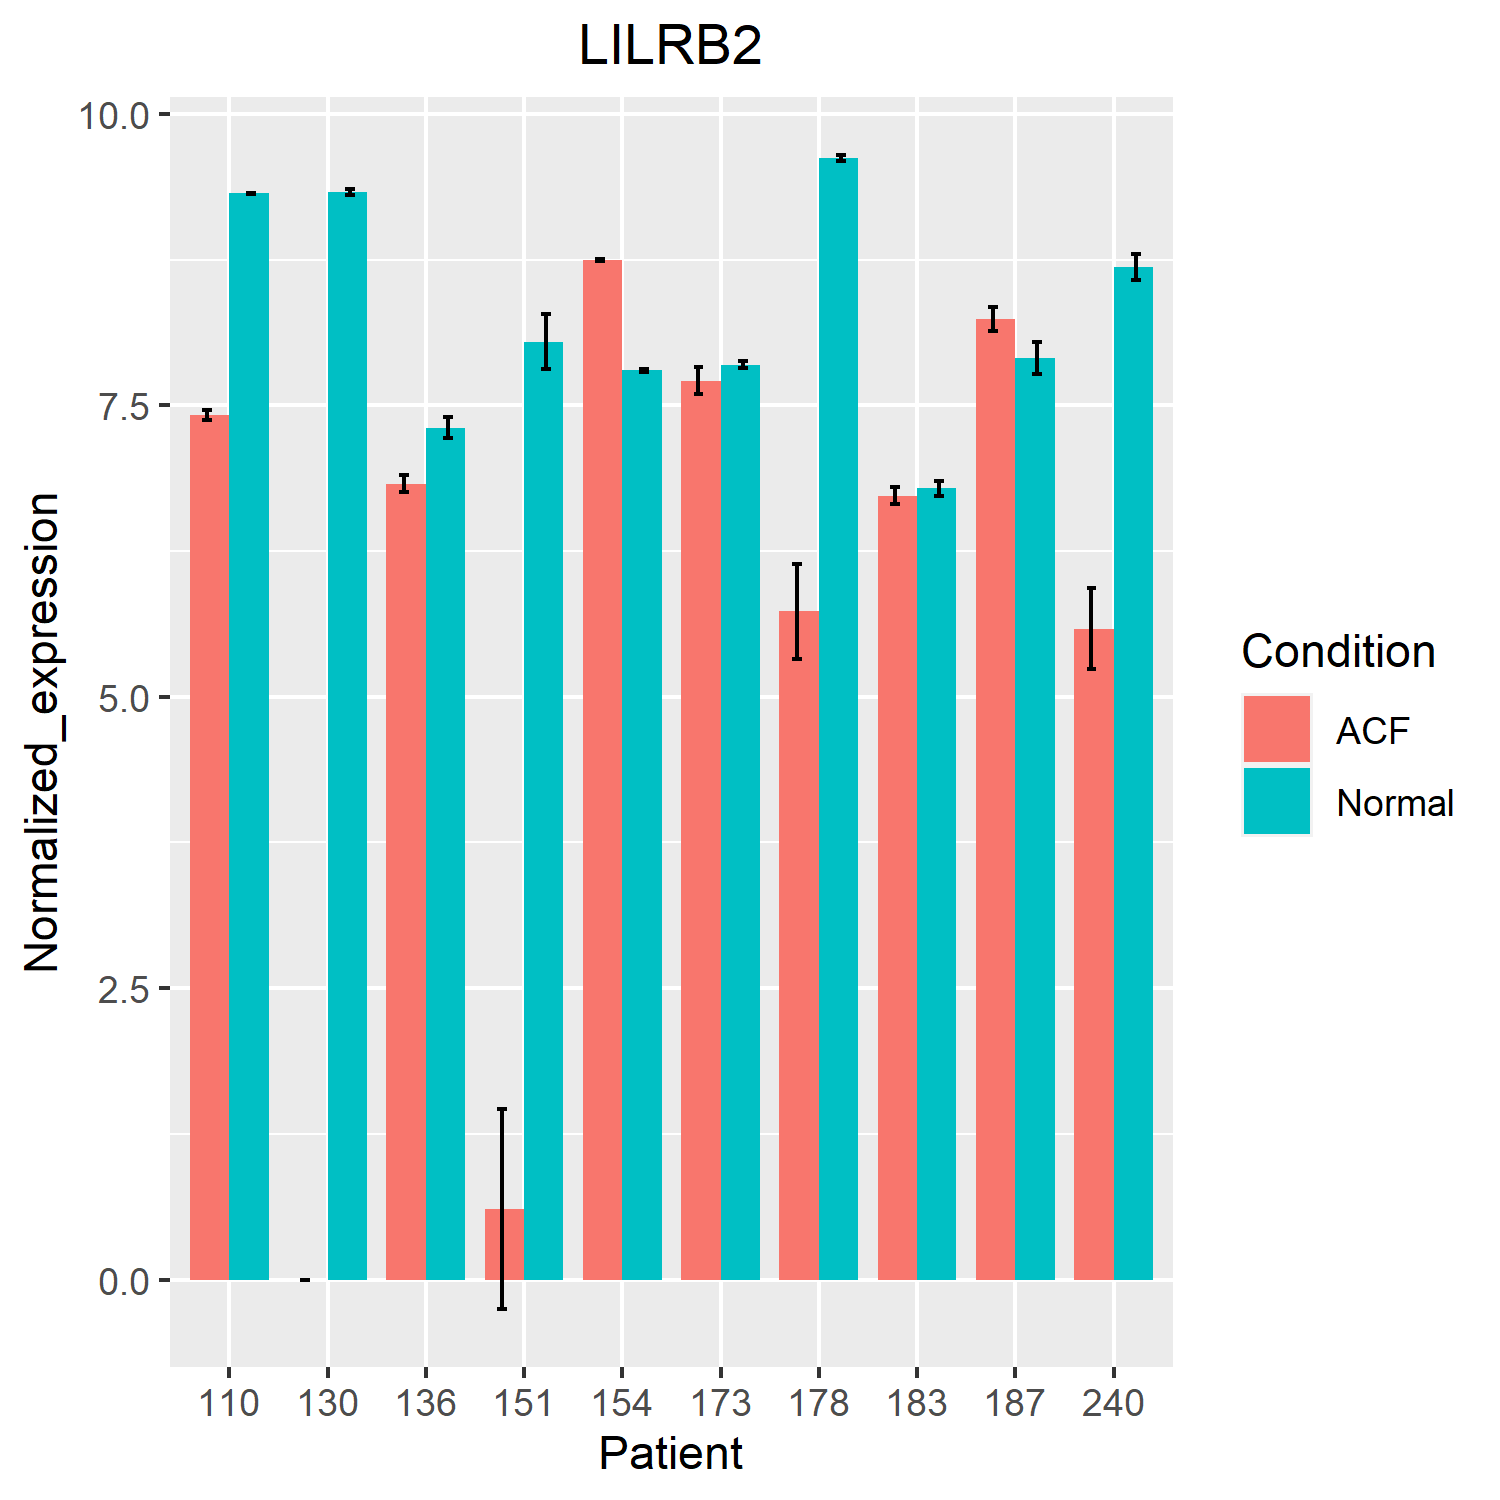 LILRB2
10.0
7.5
5.0
2.5
0.0
Normalized_expression
110 130 136 151 154 173 178 183 187 240
Patient
Condition
ACF
Normal